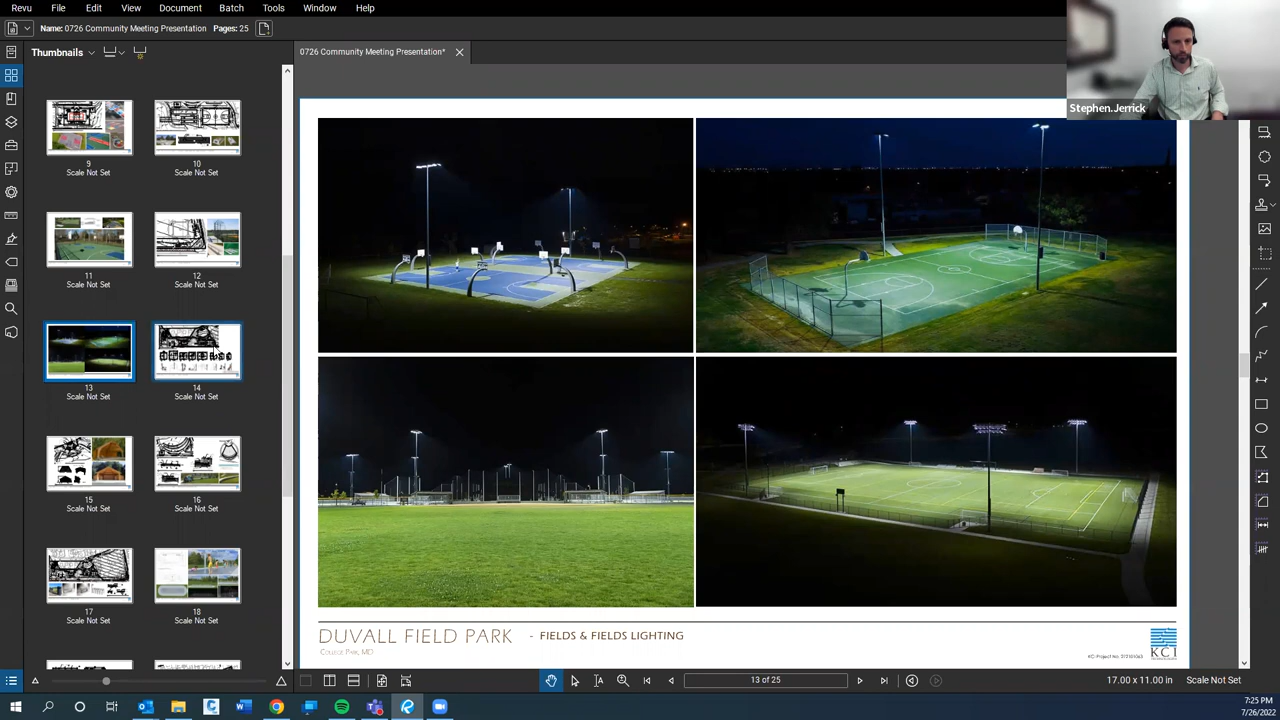 Revu File Edit View Document Batch Tools Window Help
Name: 0726 Community Meeting Presentation Pages: 25
Thumbnails
0726 Community Meeting Presentation*
Stephen.Jerrick
9
Scale Not Set
10
Scale Not Set
11
Scale Not Set
12
Scale Not Set
13
Scale Not Set
14
Scale Not Set
15
Scale Not Set
16
Scale Not Set
17
Scale Not Set
18
Scale Not Set
DUVALL FIELD PARK - FIELDS & FIELDS LIGHTING
College Park, MD
KCI
13 of 25
17.00 x 11.00 in
Scale Not Set
7:25 PM
7/26/2022